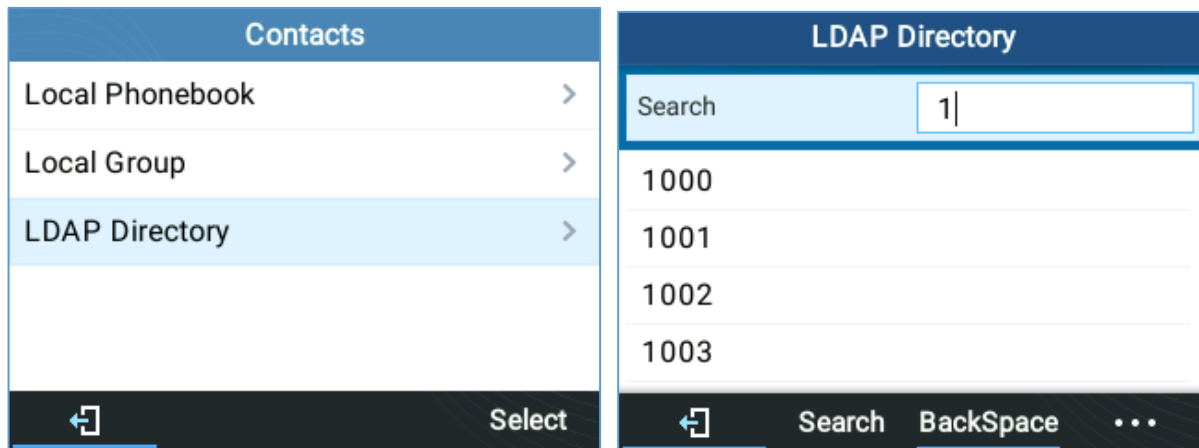 Contacts
Local Phonebook
Local Group
LDAP Directory
Select
LDAP Directory
Search 1
1000
1001
1002
1003
Search BackSpace ...